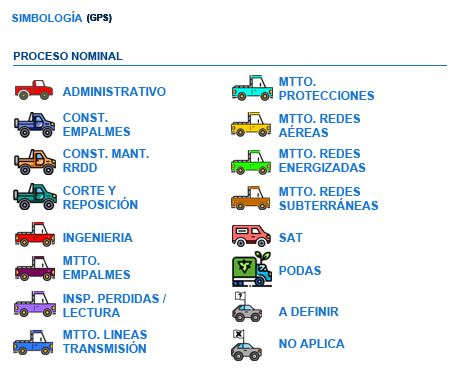 SIMBOLOGÍA (GPS)
PROCESO NOMINAL
ADMINISTRATIVO
CONST.
EMPALMES
CONST. MANT.
RRDD
CORTE Y
REPOSICIÓN
INGENIERIA
MTTO.
EMPALMES
INSP. PERDIDAS /
LECTURA
MTTO. LINEAS
TRANSMISIÓN
MTTO.
PROTECCIONES
MTTO. REDES
AÉREAS
MTTO. REDES
ENERGIZADAS
MTTO. REDES
SUBTERRÁNEAS
SAT
PODAS
?
A DEFINIR
NO APLICA